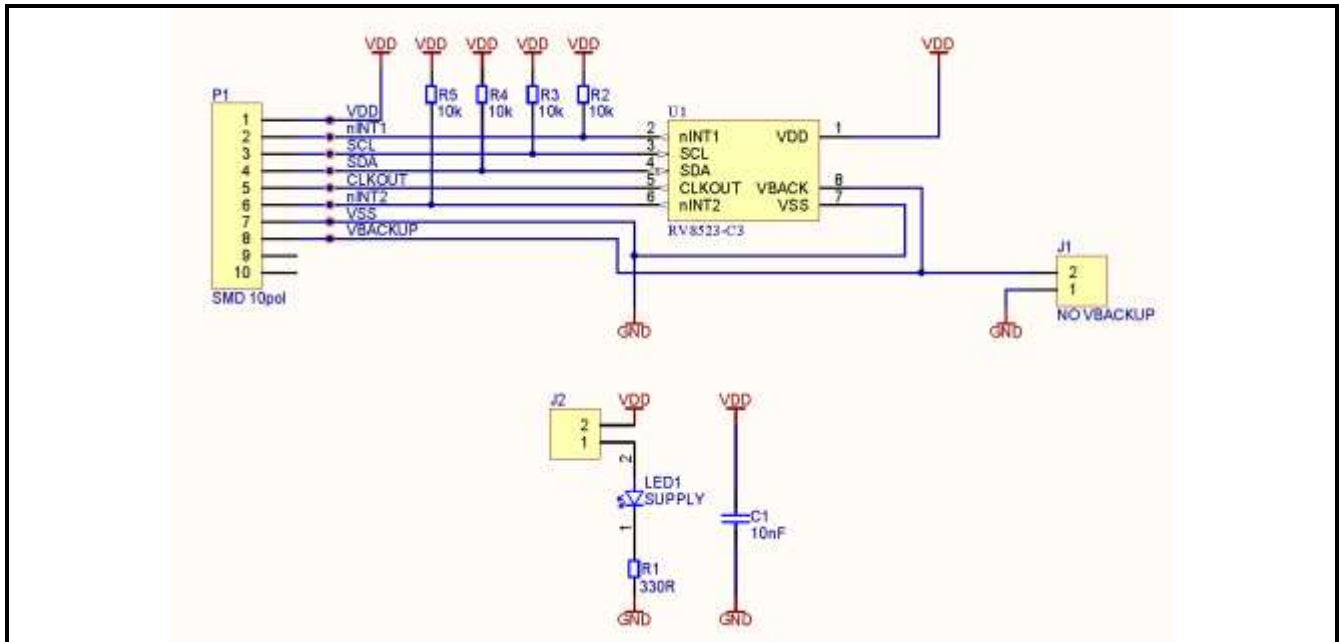 VDD VDD VDD VDD VDD VDD
P1
1 VDD
2 nINT1
3 SCL
4 SDA
5 CLKOUT
6 nINT2
7 VSS
8 VBACKUP
9
10
SMD 10pol
R5 10k
R4 10k
R3 10k
R2 10k
U1
2 nINT1 VDD 1
3 SCL
4 SDA
5 CLKOUT VBACK 8
6 nINT2 VSS 7
RV8523-C3
J1
2
1
NO VBACKUP
GND GND
J2 VDD VDD
2
1
2
LED1
SUPPLY
1
C1
10nF
R1
330R
GND GND